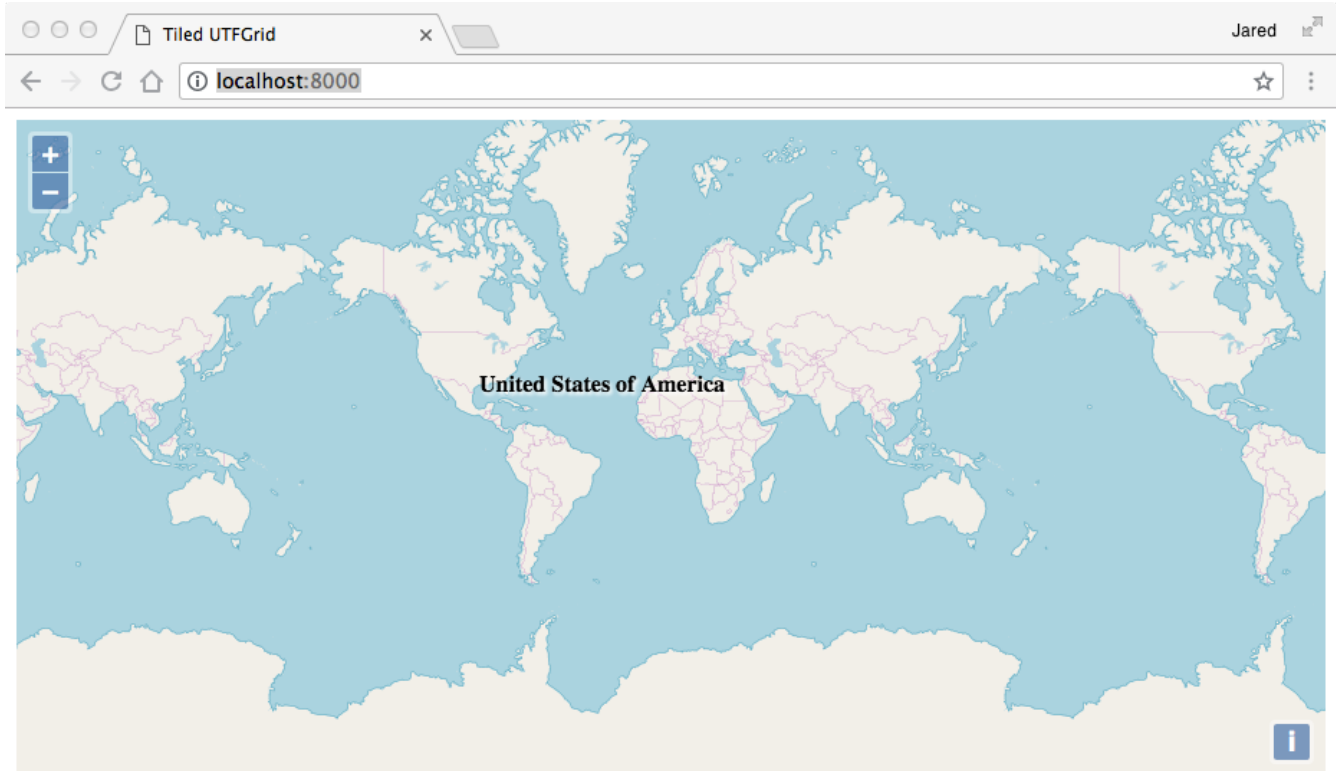 Tiled UTFGrid
Jared
localhost:8000
+
−
United States of America
i